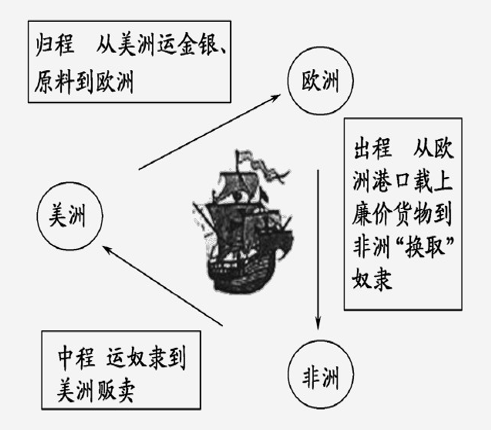 归程 从美洲运金银、
原料到欧洲
欧洲
出程 从欧
洲港口载上
廉价货物到
非洲“换取”
奴隶
美洲
中程 运奴隶到
美洲贩卖
非洲